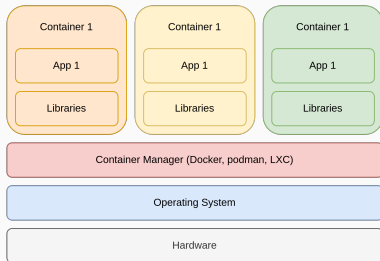 Container 1
Container 1
Container 1
App 1
App 1
App 1
Libraries
Libraries
Libraries
Container Manager (Docker, podman, LXC)
Operating System
Hardware